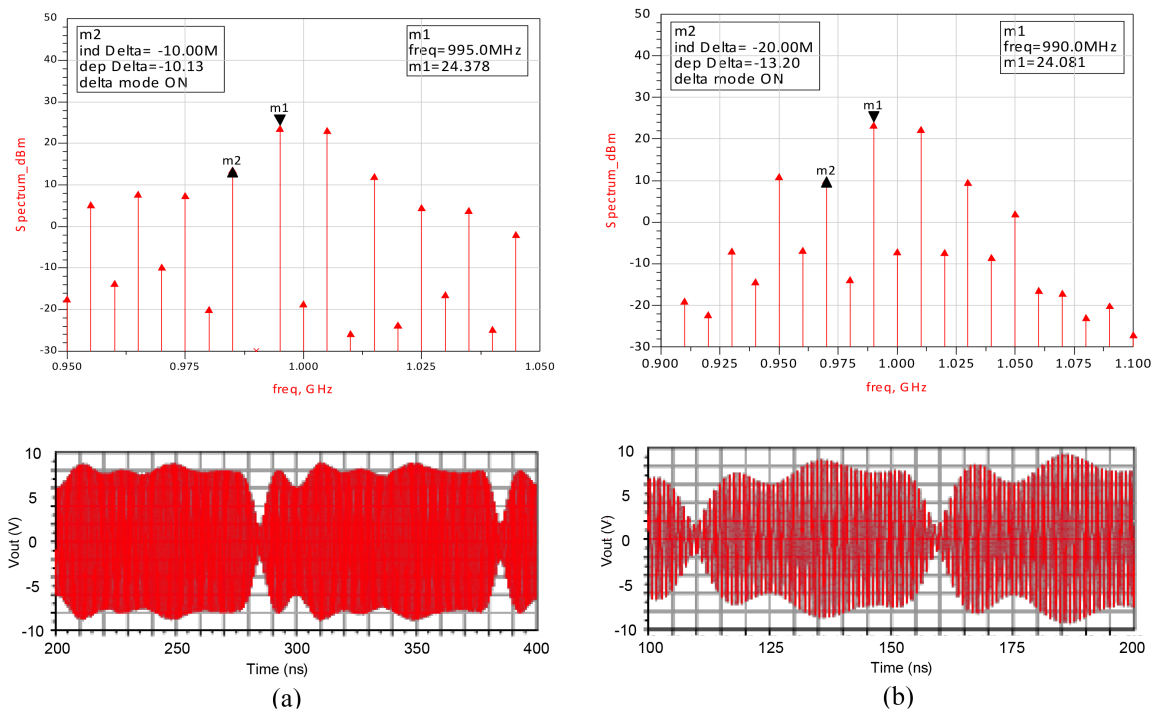 50
40
30
20
10
0
-10
-20
-30
Spectrum_dBm
m2
ind Delta= -10.00M
dep Delta=-10.13
delta mode ON
m1
freq=995.0MHz
m1=24.378
m1
m2
0.950
0.975
1.000
1.025
1.050
freq, GHz
50
40
30
20
10
0
-10
-20
-30
Spectrum_dBm
m2
ind Delta= -20.00M
dep Delta=-13.20
delta mode ON
m1
freq=990.0MHz
m1=24.081
m1
m2
0.900
0.925
0.950
0.975
1.000
1.025
1.050
1.075
1.100
freq, GHz
10
5
0
-5
-10
Vout (V)
200
250
300
350
400
Time (ns)
(a)
10
5
0
-5
-10
Vout (V)
100
125
150
175
200
Time (ns)
(b)